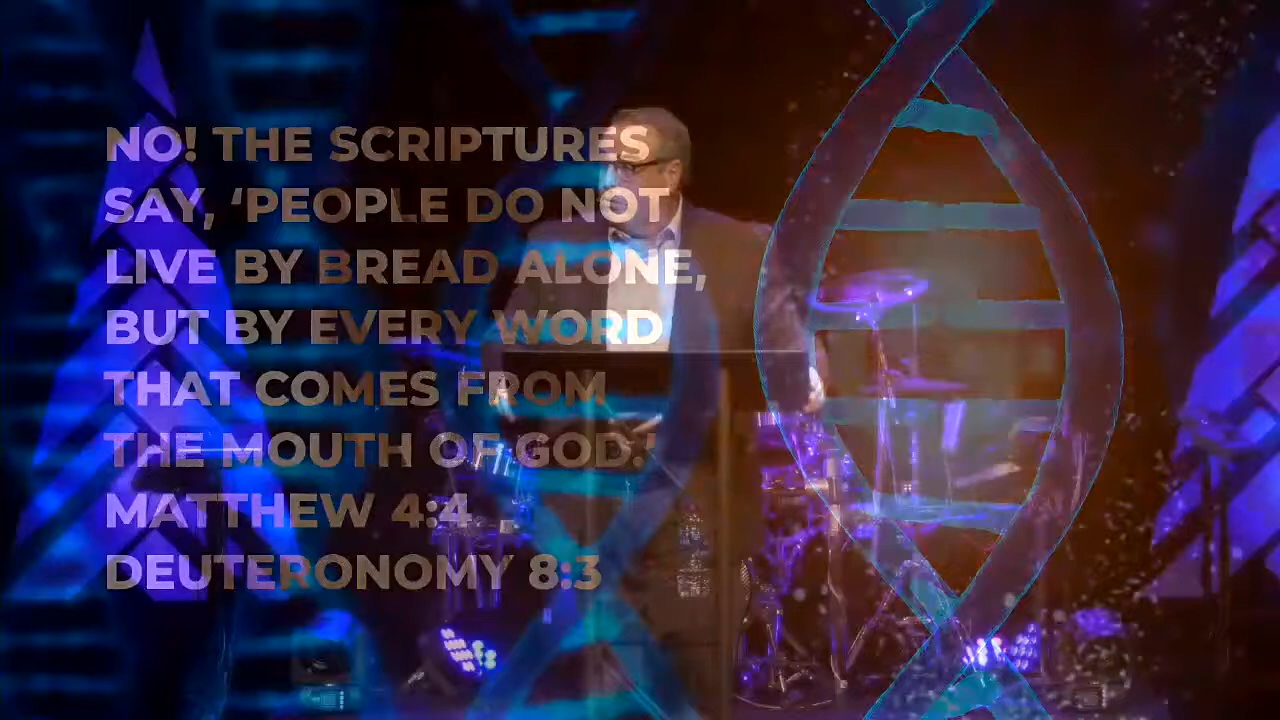 NO! THE SCRIPTURES
SAY, ‘PEOPLE DO NOT
LIVE BY BREAD ALONE,
BUT BY EVERY WORD
THAT COMES FROM
THE MOUTH OF GOD.’
MATTHEW 4:4
DEUTERONOMY 8:3